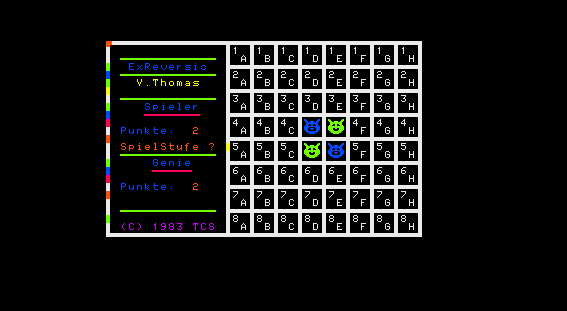 ExReversic
V.Thomas
Spieler
Punkte: 2
SpielStufe ?
Genie
Punkte: 2
(C) 1983 TCS
1A 1B 1C 1D 1E 1F 1G 1H
2A 2B 2C 2D 2E 2F 2G 2H
3A 3B 3C 3D 3E 3F 3G 3H
4A 4B 4C 4F 4G 4H
5A 5B 5C 5F 5G 5H
6A 6B 6C 6D 6E 6F 6G 6H
7A 7B 7C 7D 7E 7F 7G 7H
8A 8B 8C 8D 8E 8F 8G 8H